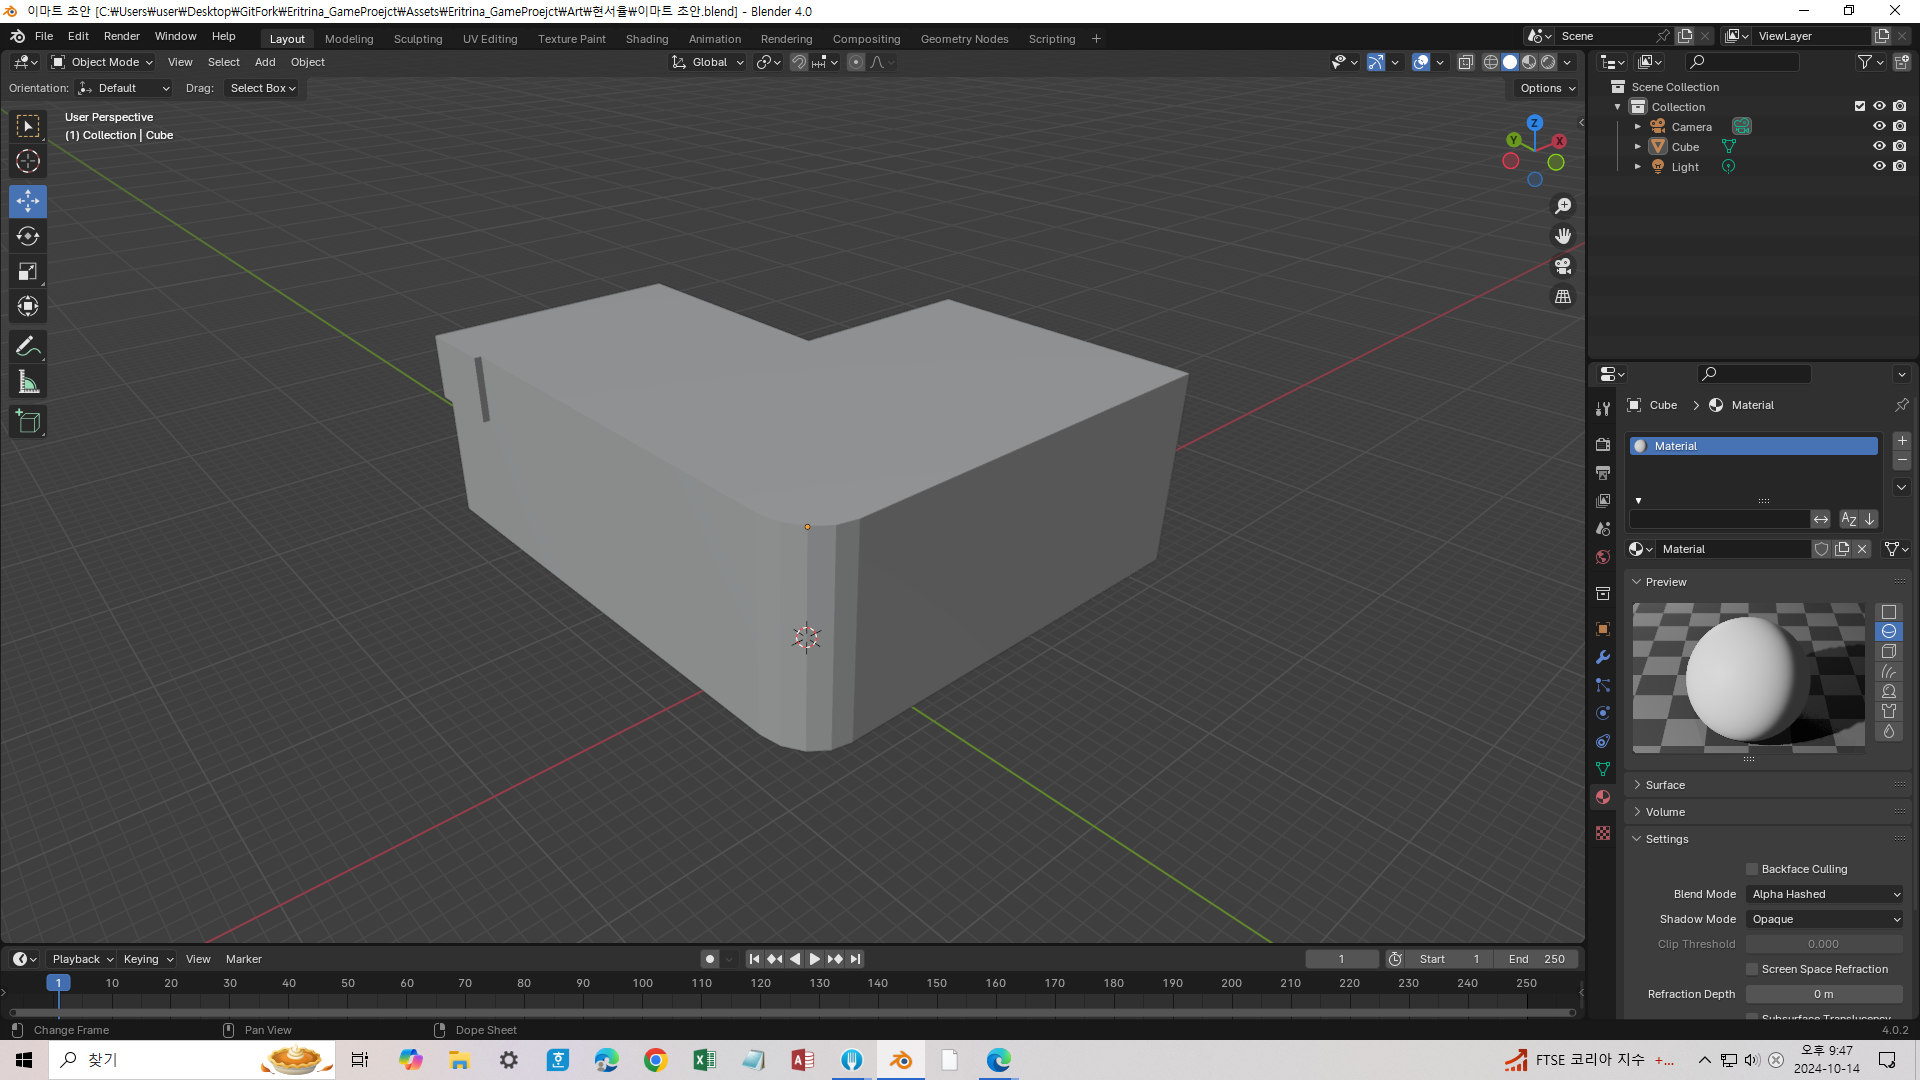 이마트 초안 [C:₩Users₩user₩Desktop₩GitFork₩Eritrina_GameProejct₩Assets₩Eritrina_GameProejct₩Art₩현서율₩이마트 초안.blend] - Blender 4.0
File Edit Render Window Help Layout Modeling Sculpting UV Editing Texture Paint Shading Animation Rendering Compositing Geometry Nodes Scripting + Scene ViewLayer
Object Mode View Select Add Object Global
Orientation: Default Drag: Select Box Options
User Perspective
(1) Collection | Cube
Z
Y
X
Scene Collection
Collection
Camera
Cube
Light
Cube > Material
Material
Material
Preview
Surface
Volume
Settings
Backface Culling
Blend Mode Alpha Hashed
Shadow Mode Opaque
Clip Threshold 0.000
Screen Space Refraction
Refraction Depth 0 m
Subsurface Translucency
Playback Keying View Marker 1 Start 1 End 250
1 10 20 30 40 50 60 70 80 90 100 110 120 130 140 150 160 170 180 190 200 210 220 230 240 250
Change Frame Pan View Dope Sheet 4.0.2
찾기 FTSE 코리아 지수 +... 오후 9:47
2024-10-14